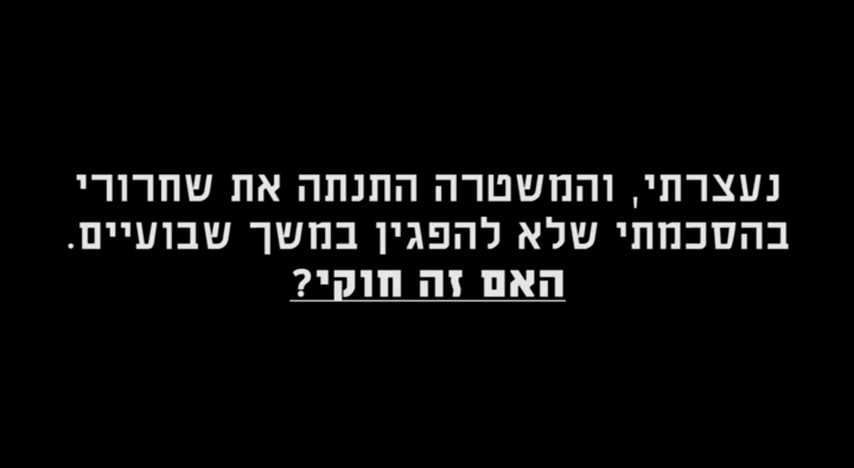 נעצרתי, והמשטרה התנתה את שחרורי
בהסכמתי שלא להפגין במשך שבועיים.
האם זה חוקי?